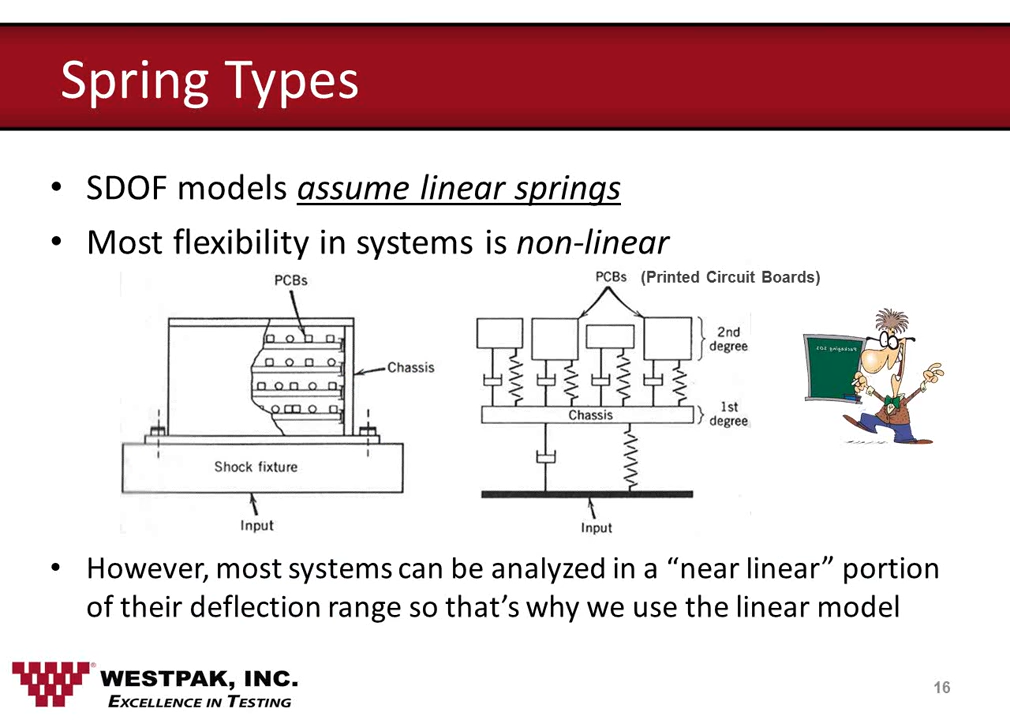 Spring Types
• SDOF models assume linear springs
• Most flexibility in systems is non-linear
PCBs
Chassis
Shock fixture
Input
PCBs (Printed Circuit Boards)
2nd
degree
Chassis
1st
degree
Input
Packaging 101
• However, most systems can be analyzed in a “near linear” portion
of their deflection range so that’s why we use the linear model
®
WESTPAK, INC.
EXCELLENCE IN TESTING
16